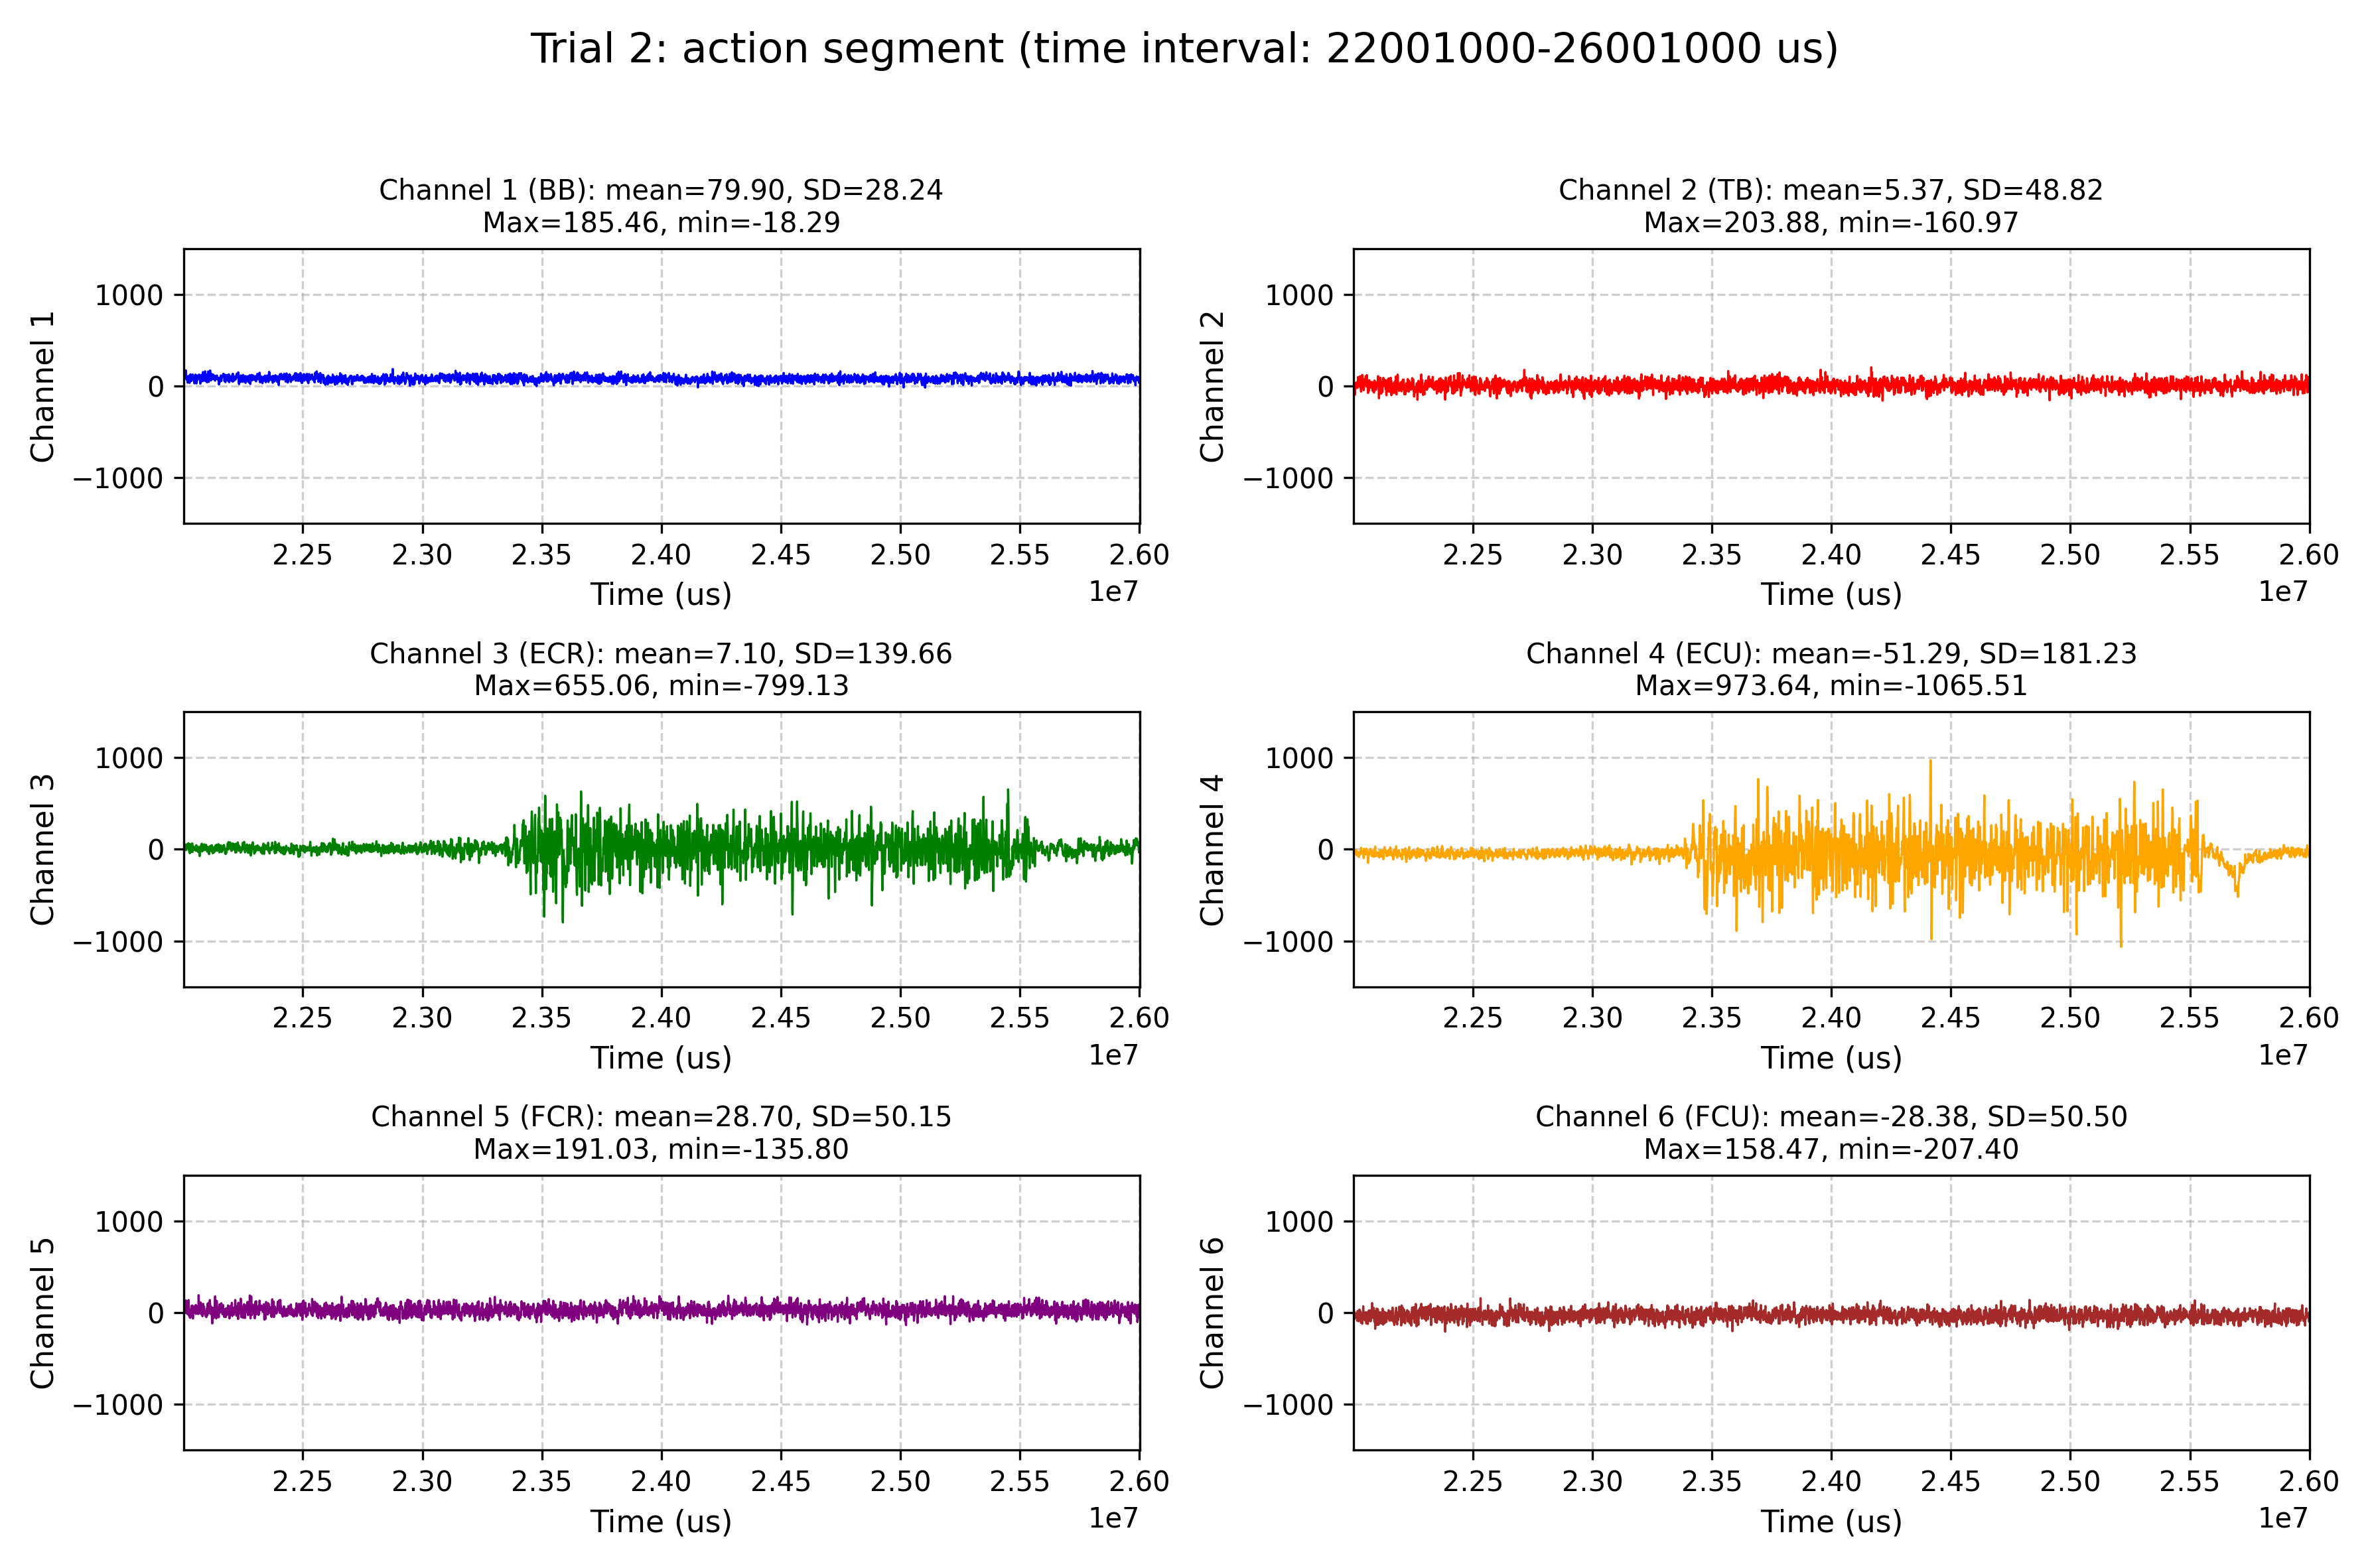 Trial 2: action segment (time interval: 22001000-26001000 us)
Channel 1 (BB): mean=79.90, SD=28.24
Max=185.46, min=-18.29
Channel 1
1000
0
−1000
2.25 2.30 2.35 2.40 2.45 2.50 2.55 2.60
Time (us)
1e7
Channel 2 (TB): mean=5.37, SD=48.82
Max=203.88, min=-160.97
Channel 2
1000
0
−1000
2.25 2.30 2.35 2.40 2.45 2.50 2.55 2.60
Time (us)
1e7
Channel 3 (ECR): mean=7.10, SD=139.66
Max=655.06, min=-799.13
Channel 3
1000
0
−1000
2.25 2.30 2.35 2.40 2.45 2.50 2.55 2.60
Time (us)
1e7
Channel 4 (ECU): mean=-51.29, SD=181.23
Max=973.64, min=-1065.51
Channel 4
1000
0
−1000
2.25 2.30 2.35 2.40 2.45 2.50 2.55 2.60
Time (us)
1e7
Channel 5 (FCR): mean=28.70, SD=50.15
Max=191.03, min=-135.80
Channel 5
1000
0
−1000
2.25 2.30 2.35 2.40 2.45 2.50 2.55 2.60
Time (us)
1e7
Channel 6 (FCU): mean=-28.38, SD=50.50
Max=158.47, min=-207.40
Channel 6
1000
0
−1000
2.25 2.30 2.35 2.40 2.45 2.50 2.55 2.60
Time (us)
1e7